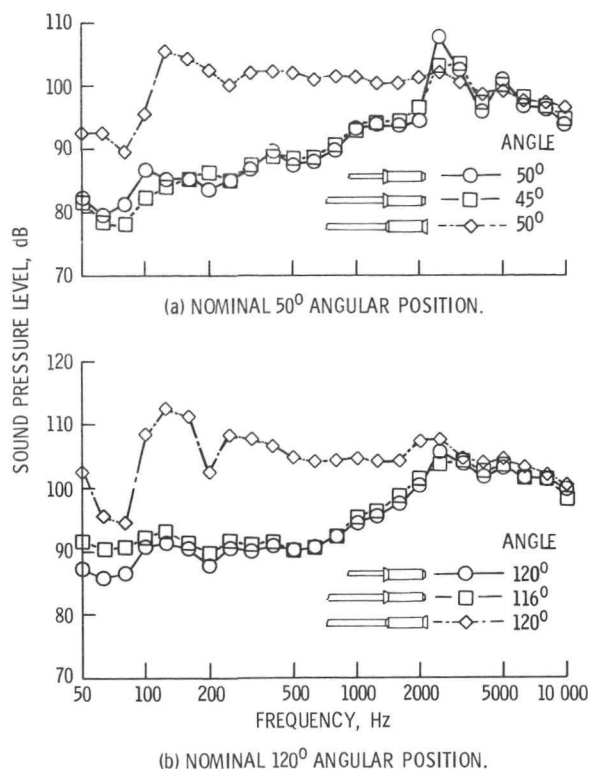 110
100
90
80
70
ANGLE
50⁰
45⁰
50⁰
(a) NOMINAL 50⁰ ANGULAR POSITION.
SOUND PRESSURE LEVEL, dB
120
110
100
90
80
70
ANGLE
120⁰
116⁰
120⁰
50 100 200 500 1000 2000 5000 10 000
FREQUENCY, Hz
(b) NOMINAL 120⁰ ANGULAR POSITION.